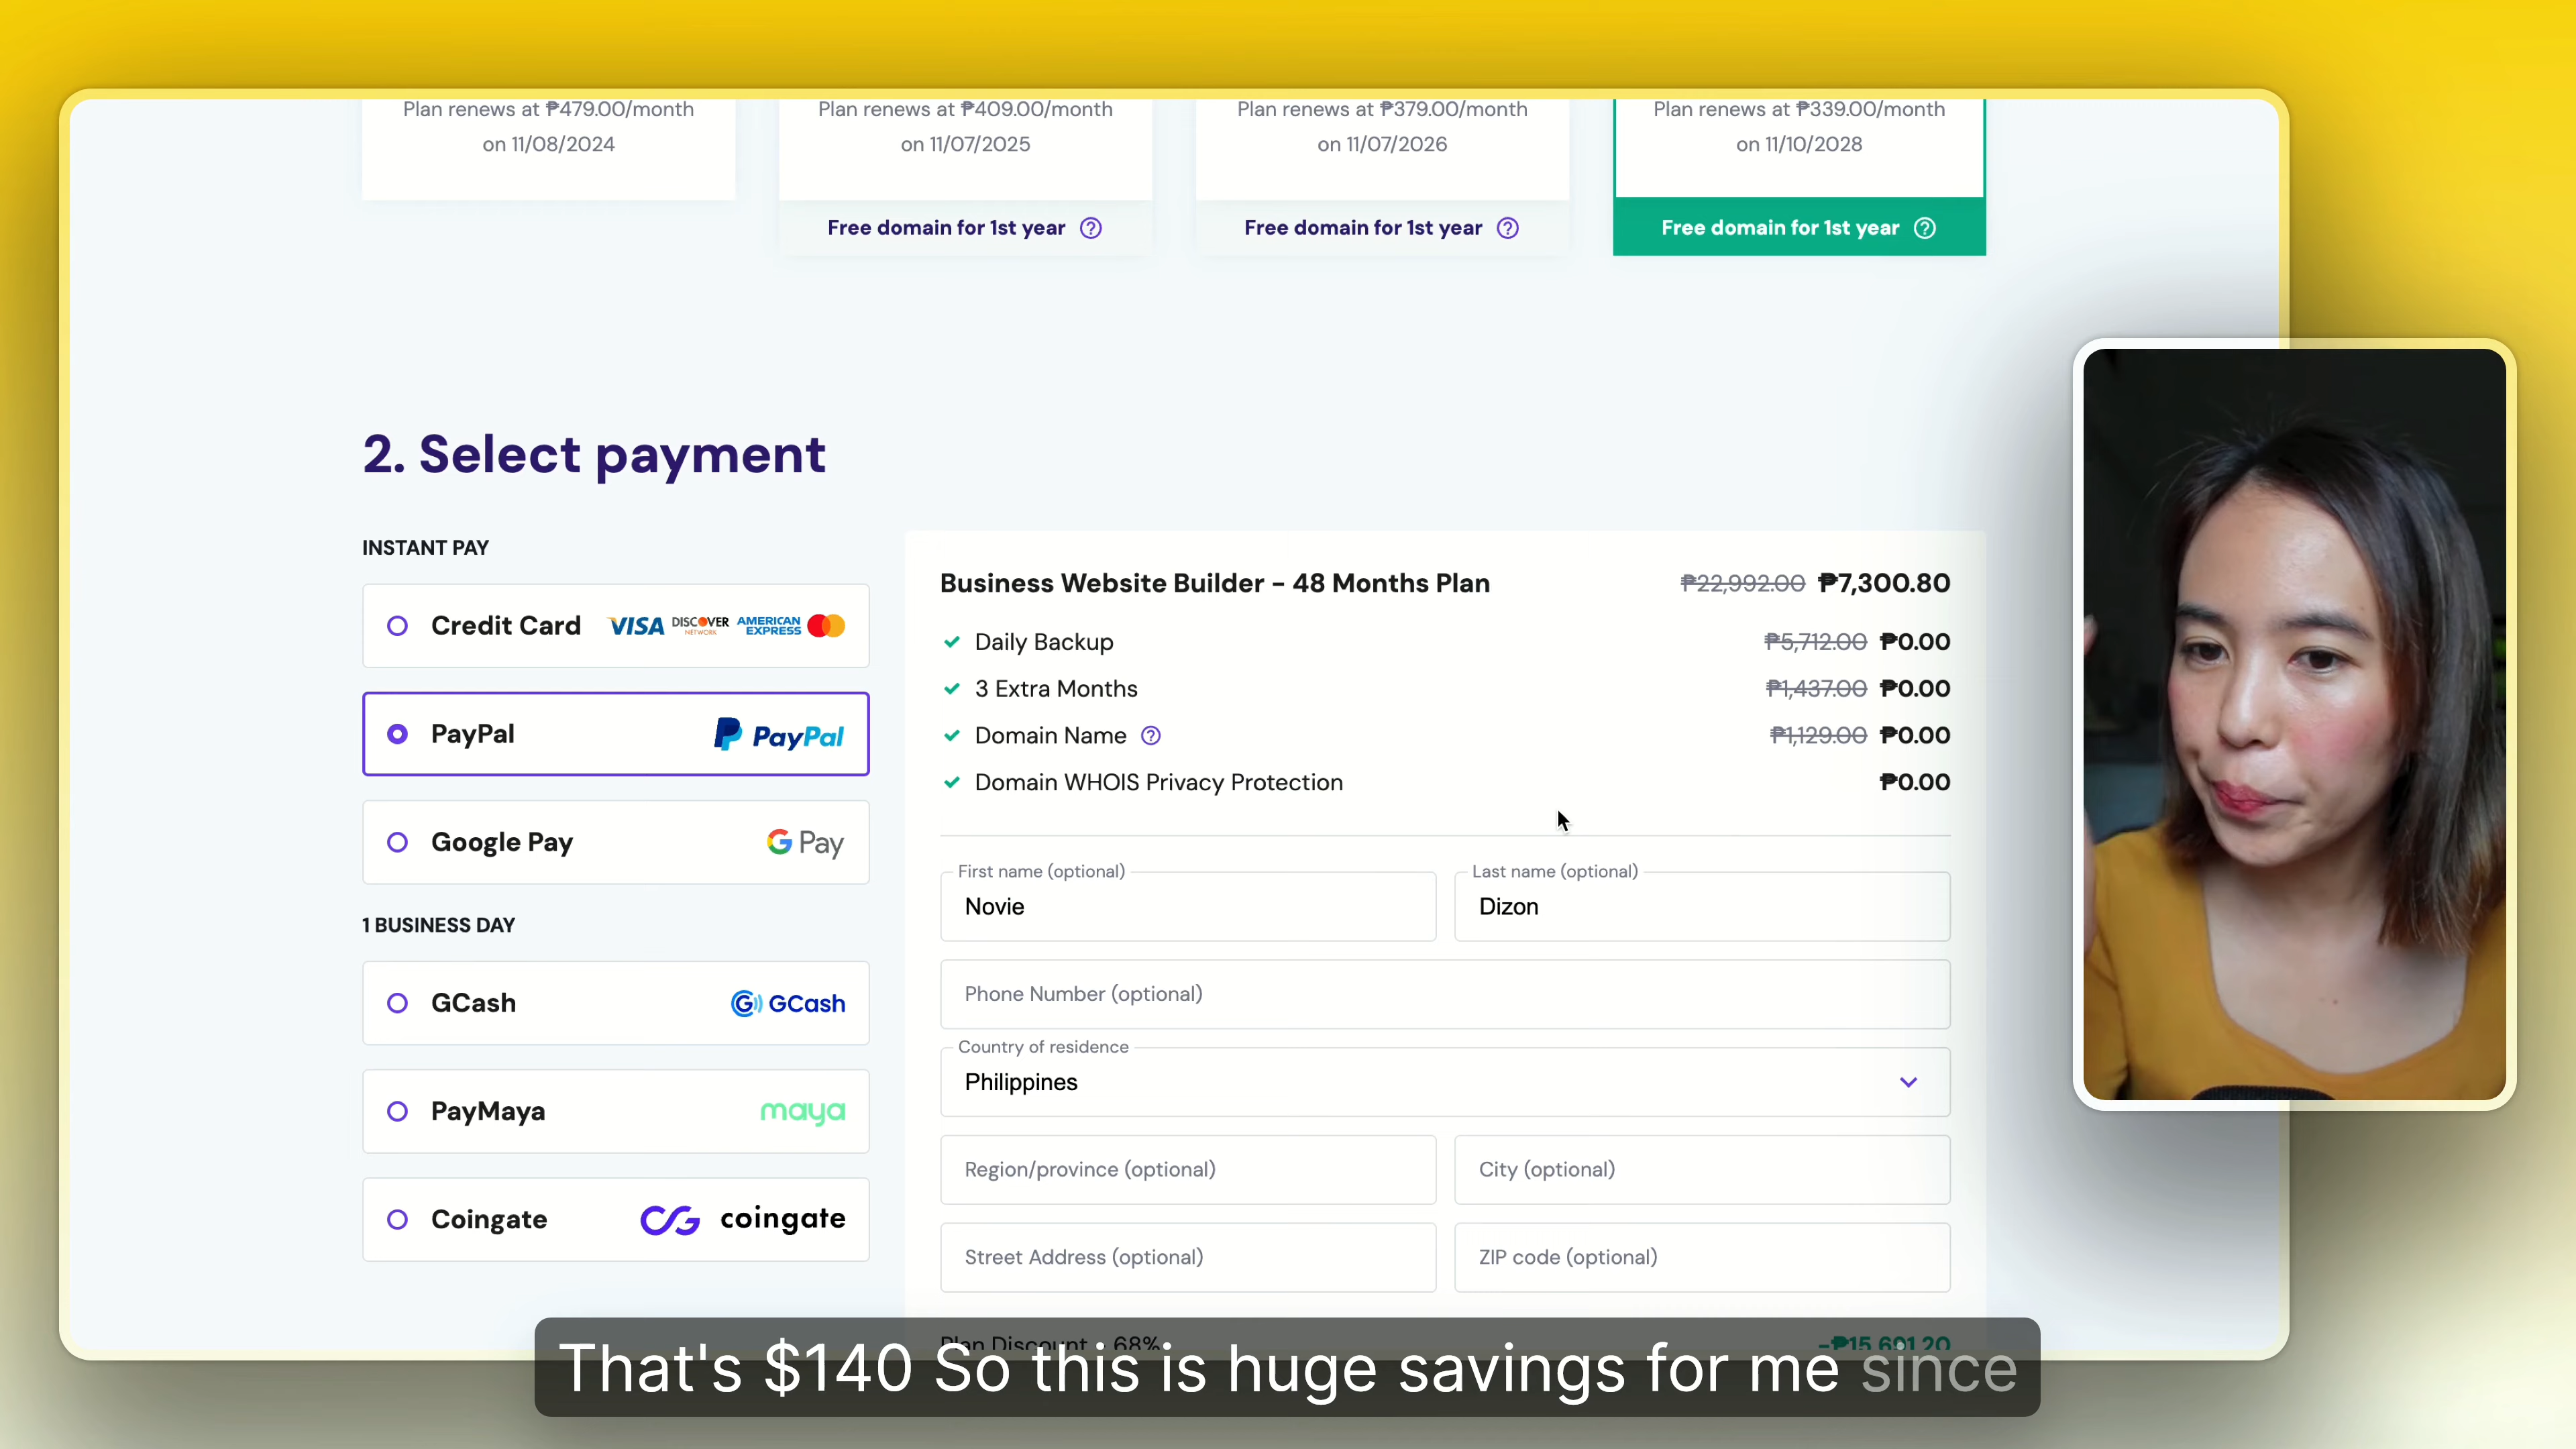 Plan renews at ₱479.00/month
on 11/08/2024
Plan renews at ₱409.00/month
on 11/07/2025
Plan renews at ₱379.00/month
on 11/07/2026
Plan renews at ₱339.00/month
on 11/10/2028
Free domain for 1st year ?
Free domain for 1st year ?
Free domain for 1st year ?
2. Select payment
INSTANT PAY
Credit Card VISA DISCOVER NETWORK AMERICAN EXPRESS
PayPal PayPal
Google Pay G Pay
1 BUSINESS DAY
GCash GCash
PayMaya maya
Coingate coingate
Business Website Builder - 48 Months Plan ₱22,992.00 ₱7,300.80
Daily Backup ₱5,712.00 ₱0.00
3 Extra Months ₱1,437.00 ₱0.00
Domain Name ? ₱1,129.00 ₱0.00
Domain WHOIS Privacy Protection ₱0.00
First name (optional)
Novie
Last name (optional)
Dizon
Phone Number (optional)
Country of residence
Philippines
Region/province (optional)
City (optional)
Street Address (optional)
ZIP code (optional)
Plan Discount - 68% -₱15,691.20
That's $140 So this is huge savings for me since